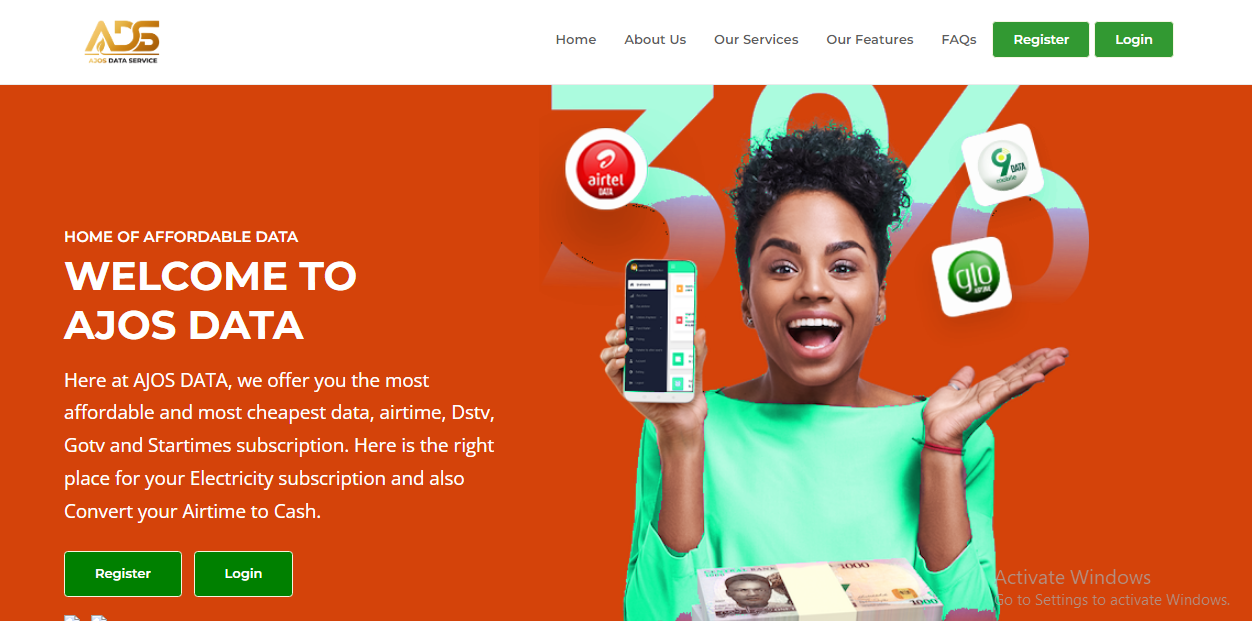 ADS
AJOS DATA SERVICE
Home
About Us
Our Services
Our Features
FAQs
Register
Login
3%
airtel
DATA
9
DATA
mobile
glo
HOME OF AFFORDABLE DATA
WELCOME TO
AJOS DATA
Here at AJOS DATA, we offer you the most
affordable and most cheapest data, airtime, Dstv,
Gotv and Startimes subscription. Here is the right
place for your Electricity subscription and also
Convert your Airtime to Cash.
Register
Login
1000
1000
Activate Windows
Go to Settings to activate Windows.